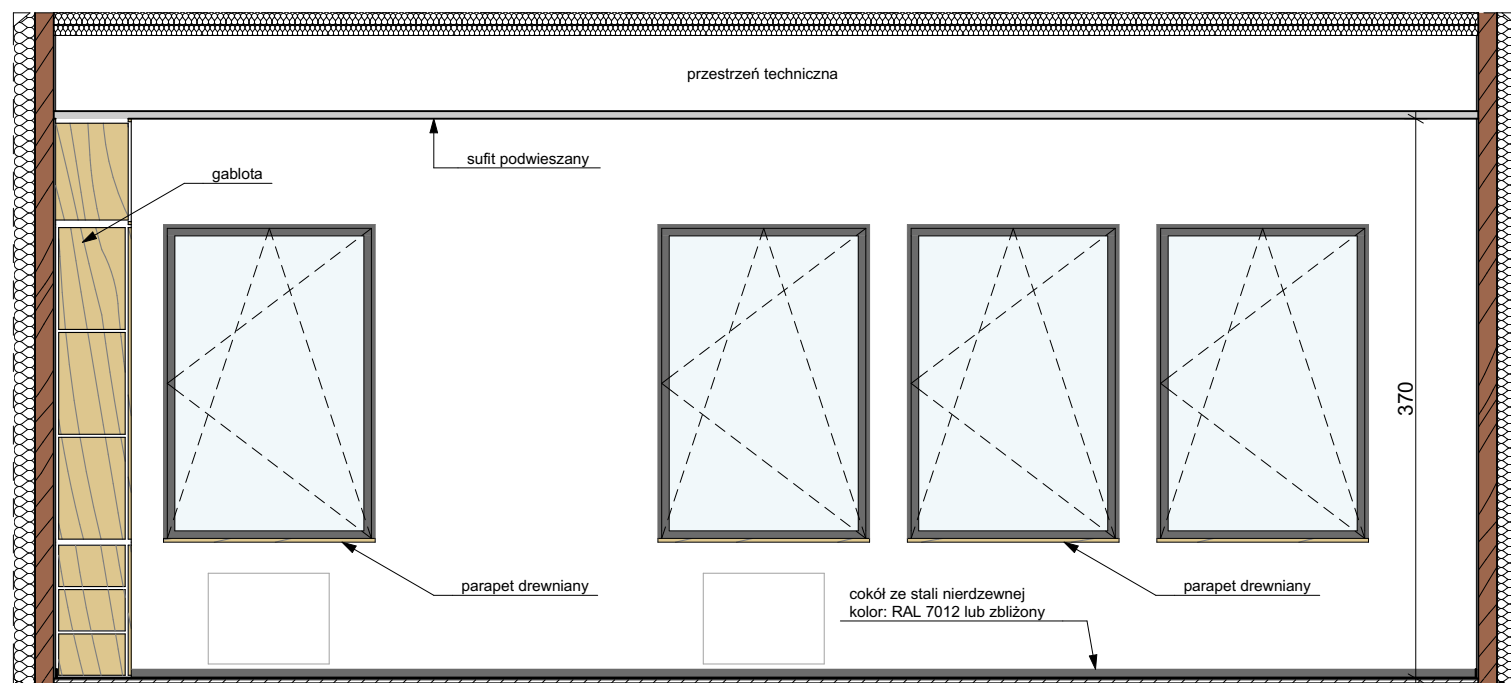 przestrzeń techniczna
sufit podwieszany
gablota
370
parapet drewniany
parapet drewniany
cokół ze stali nierdzewnej
kolor: RAL 7012 lub zbliżony